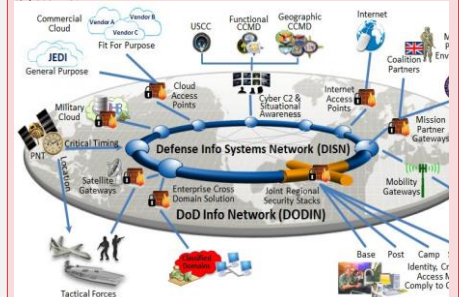 Commercial
Cloud
Vendor A
Vendor B
Vendor C
Fit For Purpose
JEDI
General Purpose
USCC
Functional
CCMD
Geographic
CCMD
Internet
Coalition
Partners
Cloud
Access
Points
Cyber C2 &
Situational
Awareness
Internet
Access
Points
Military
Cloud
Mission
Partner
Gateways
PNT
Critical Timing
Location
Defense Info Systems Network (DISN)
Satellite
Gateways
Enterprise Cross
Domain Solution
Joint Regional
Security Stacks
Mobility
Gateways
DoD Info Network (DODIN)
Classified
Domains
Tactical Forces
Base
Post
Camp
Identity, Cr
Access M
Comply to C